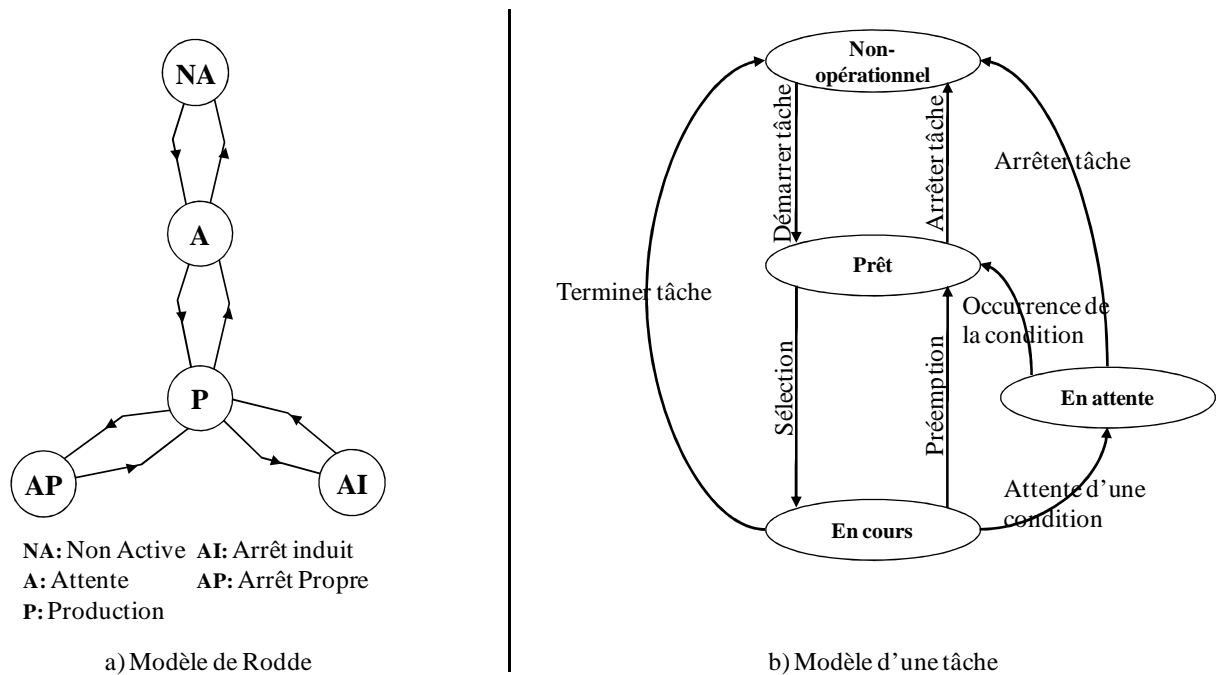 NA
A
P
AP
AI
NA: Non Active AI: Arrêt induit
A: Attente AP: Arrêt Propre
P: Production
a) Modèle de Rodde
Non-
opérationnel
Démarrer tâche
Arrêter tâche
Arrêter tâche
Prêt
Terminer tâche
Occurrence de
la condition
Sélection
Préemption
En attente
Attente d'une
condition
En cours
b) Modèle d'une tâche